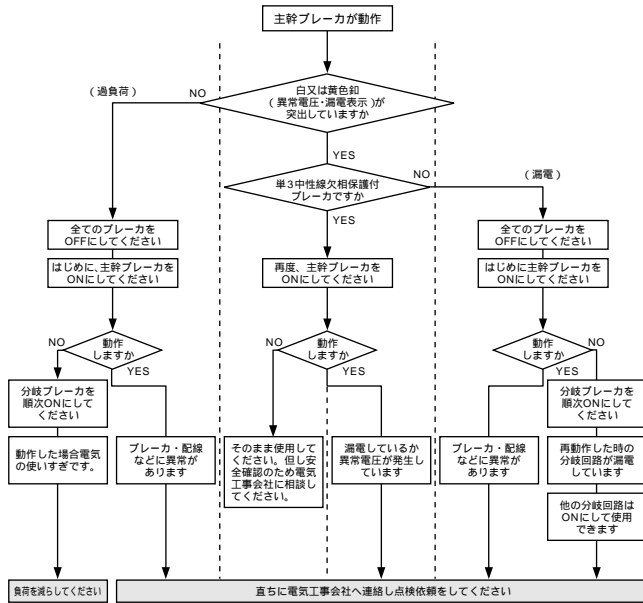 主幹ブレーカが動作
白又は黄色釦
(異常電圧・漏電表示)が
突出していますか
(過負荷)
NO
YES
単3中性線欠相保護付
ブレーカですか
NO
(漏電)
YES
全てのブレーカを
OFFにしてください
はじめに、主幹ブレーカを
ONにしてください
再度、主幹ブレーカを
ONにしてください
全てのブレーカを
OFFにしてください
はじめに主幹ブレーカを
ONにしてください
動作
しますか
NO
YES
動作
しますか
NO
YES
動作
しますか
YES
NO
分岐ブレーカを
順次ONにして
ください
動作した場合電気
の使いすぎです。
ブレーカ・配線
などに異常が
あります
そのまま使用して
ください。但し安
全確認のため電気
工事会社に相談し
てください。
漏電しているか
異常電圧が発生し
ています
ブレーカ・配線
などに異常が
あります
分岐ブレーカを
順次ONにして
ください
再動作した時の
分岐回路が漏電
しています
他の分岐回路は
ONにして使用
できます
負荷を減らしてください
直ちに電気工事会社へ連絡し点検依頼をしてください